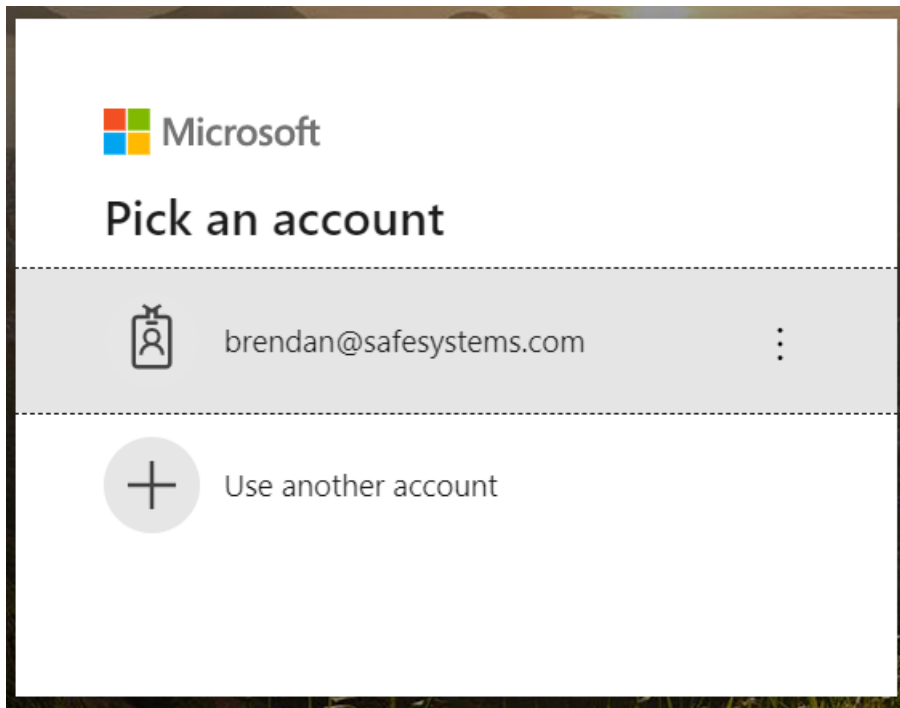 Microsoft
Pick an account
brendan@safesystems.com
Use another account